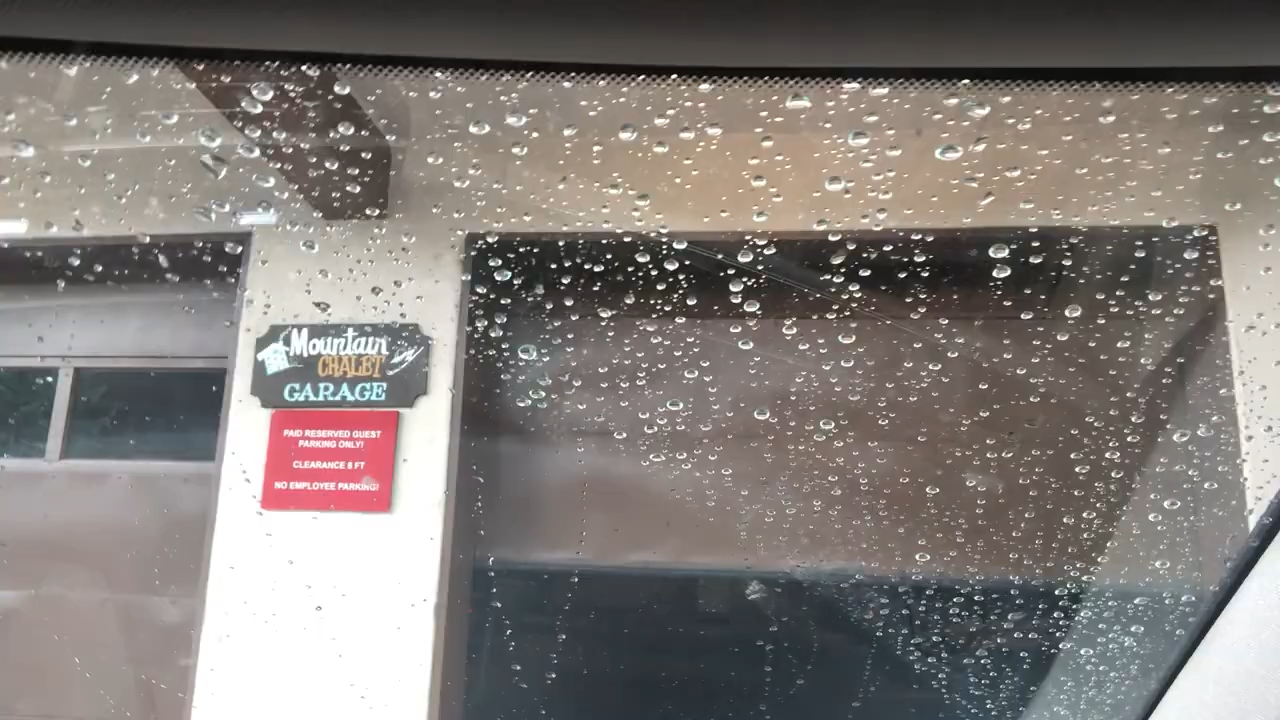 Mountain
CHALET
GARAGE
PAID RESERVED GUEST
PARKING ONLY!
CLEARANCE 8 FT
NO EMPLOYEE PARKING!